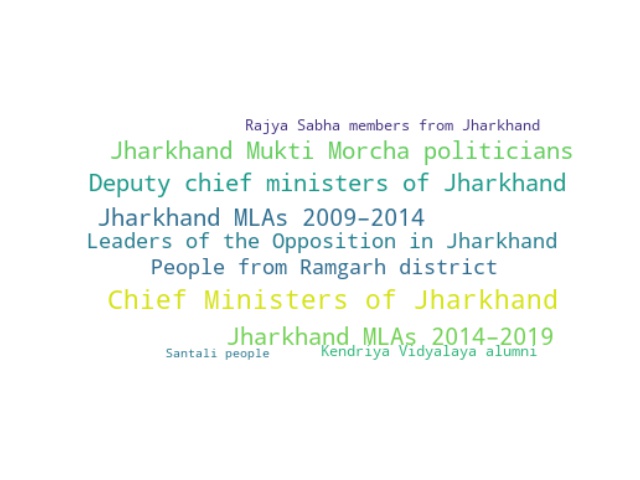 Rajya Sabha members from Jharkhand
Jharkhand Mukti Morcha politicians
Deputy chief ministers of Jharkhand
Jharkhand MLAs 2009–2014
Leaders of the Opposition in Jharkhand
People from Ramgarh district
Chief Ministers of Jharkhand
Jharkhand MLAs 2014–2019
Santali people
Kendriya Vidyalaya alumni